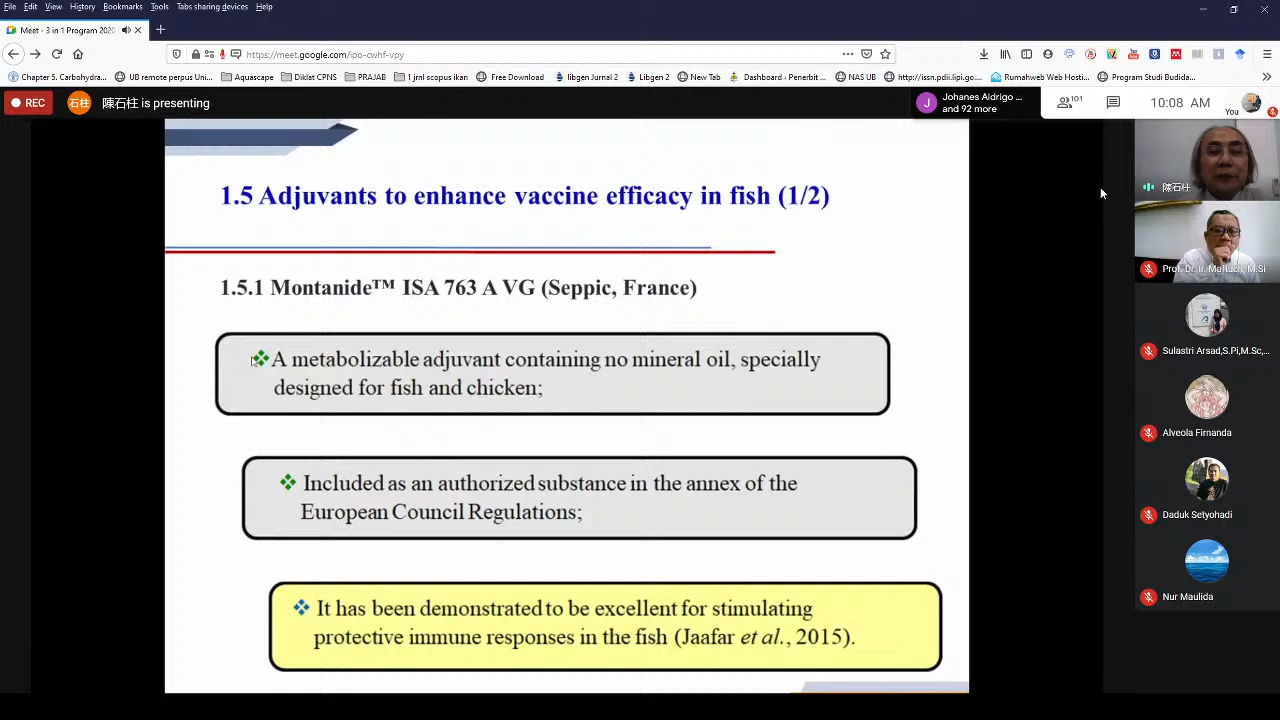 File Edit View History Bookmarks Tools Tabs sharing devices Help
Meet - 3 in 1 Program 2020
https://meet.google.com/ipo-cwhf-vpy
Chapter 5. Carbohydra... UB remote perpus Uni... Aquascape Diklat CPNS PRAJAB 1 jml scopus ikan Free Download libgen Jurnal 2 Libgen 2 New Tab Dashboard ‹ Penerbit ... NAS UB http://issn.pdii.lipi.go... Rumahweb Web Hosti... Program Studi Budida...
REC
石柱
陳石柱 is presenting
J
Johanes Aldrigo ...
and 92 more
101
10:08 AM
You
1.5 Adjuvants to enhance vaccine efficacy in fish (1/2)
1.5.1 Montanide™ ISA 763 A VG (Seppic, France)
A metabolizable adjuvant containing no mineral oil, specially
designed for fish and chicken;
Included as an authorized substance in the annex of the
European Council Regulations;
It has been demonstrated to be excellent for stimulating
protective immune responses in the fish (Jaafar et al., 2015).
陳石柱
Prof. Dr. Ir. Maftuch, M.Si
Sulastri Arsad,S.Pi,M.Sc,...
Alveola Firnanda
Daduk Setyohadi
Nur Maulida